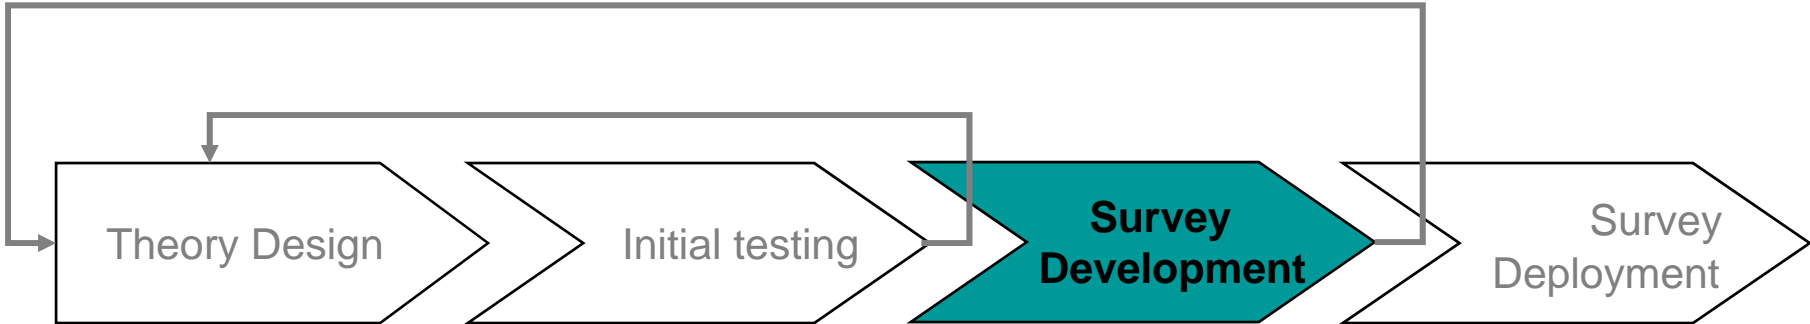 Theory Design
Initial testing
Survey
Development
Survey
Deployment